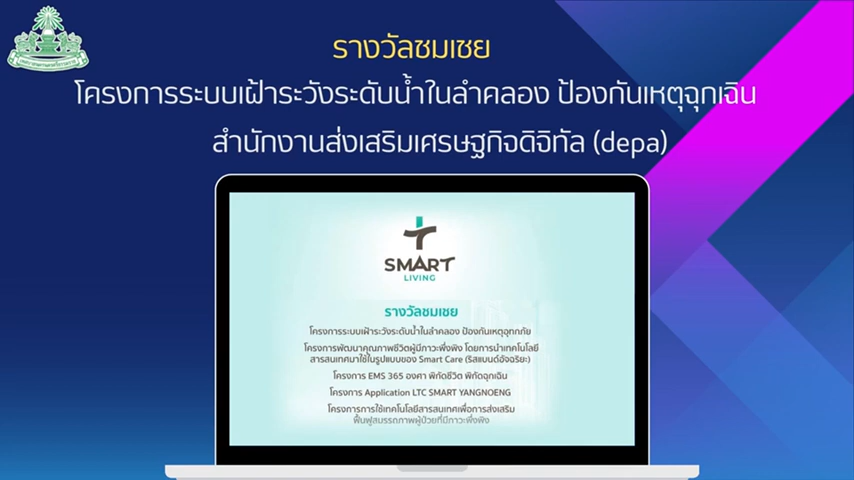 รางวัลชมเชย
โครงการระบบเฝ้าระวังระดับน้ำในลำคลอง ป้องกันเหตุฉุกเฉิน
สำนักงานส่งเสริมเศรษฐกิจดิจิทัล (depa)
SMART
LIVING
รางวัลชมเชย
โครงการระบบเฝ้าระวังระดับน้ำในลำคลอง ป้องกันเหตุอุทกภัย
โครงการพัฒนาคุณภาพชีวิตผู้มีภาวะพึ่งพิง โดยการนำเทคโนโลยี
สารสนเทศมาใช้ในรูปแบบของ Smart Care (ริสแบนด์อัจฉริยะ)
โครงการ EMS 365 องศา พิกัดชีวิต พิกัดฉุกเฉิน
โครงการ Application LTC SMART YANGNOENG
โครงการการใช้เทคโนโลยีสารสนเทศเพื่อการส่งเสริม
ฟื้นฟูสมรรถภาพผู้ป่วยที่มีภาวะพึ่งพิง